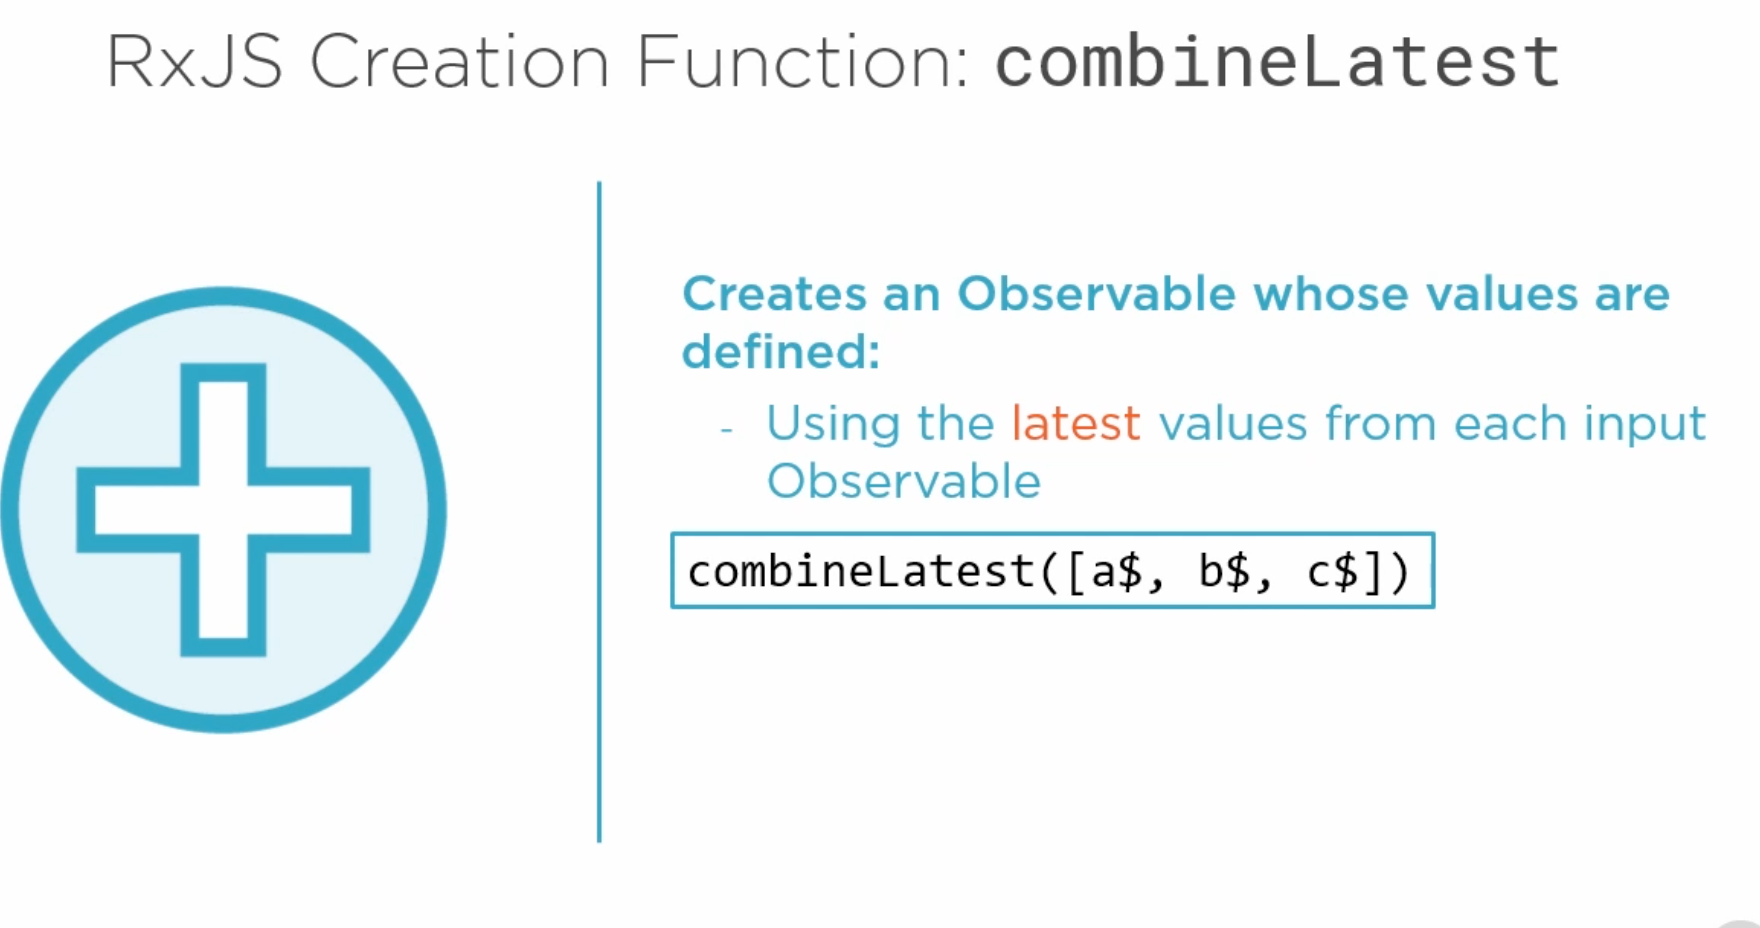 RxJS Creation Function: combineLatest
Creates an Observable whose values are
defined:
- Using the latest values from each input
Observable
combineLatest([a$, b$, c$])